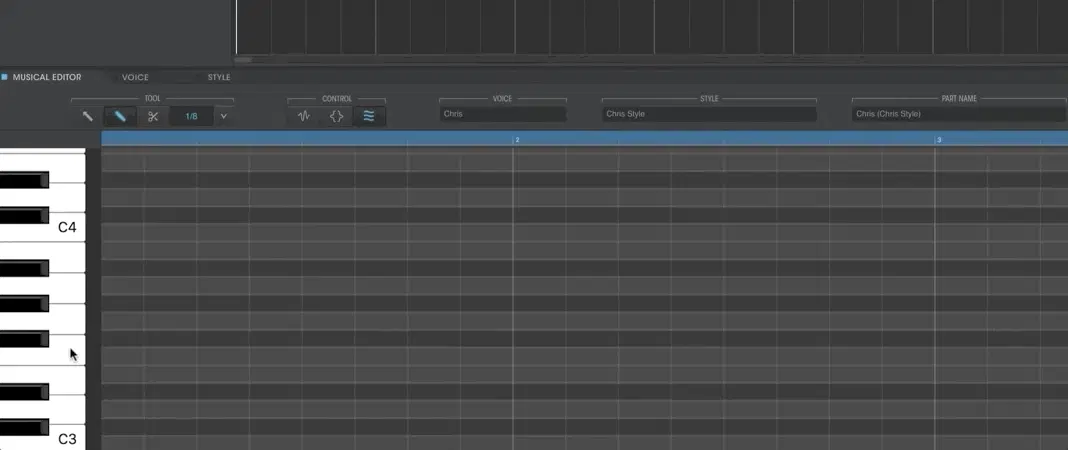 MUSICAL EDITOR VOICE STYLE
TOOL CONTROL VOICE STYLE PART NAME
1/8 Chris Chris Style Chris (Chris Style)
2 3
C4
C3